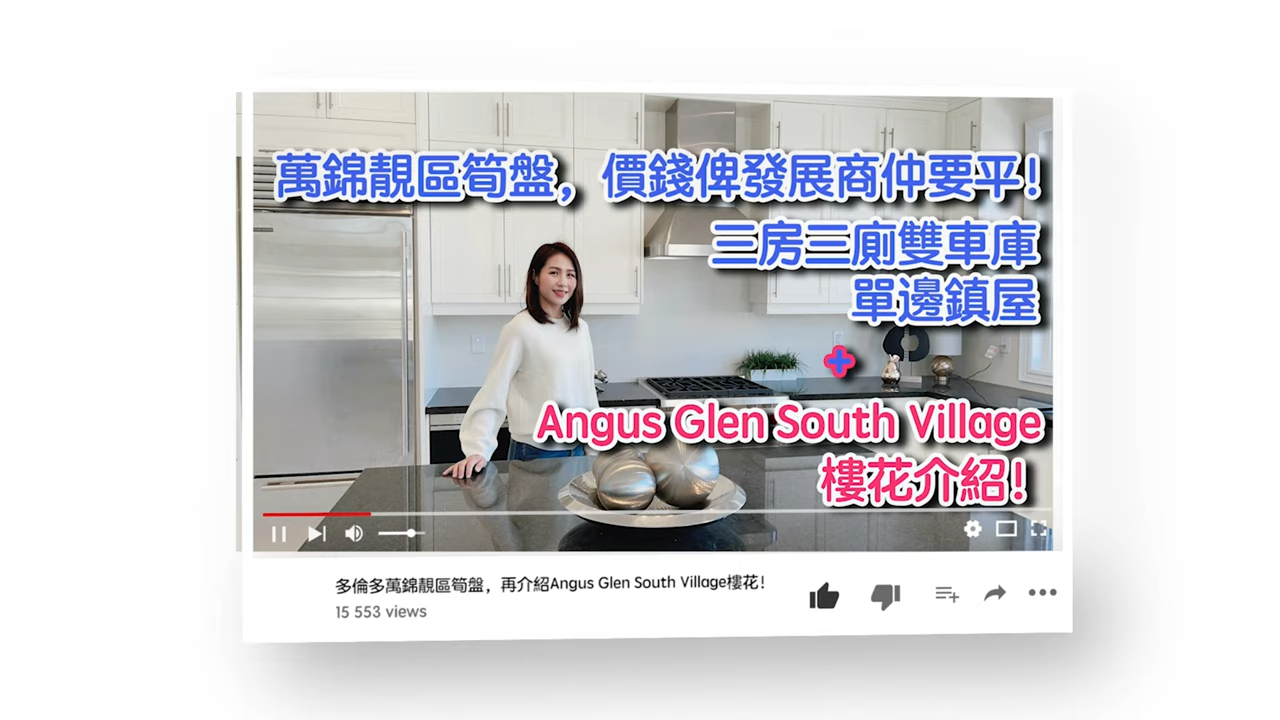 萬錦靚區筍盤，價錢俾發展商仲要平！
三房三廁雙車庫
單邊鎮屋
+
Angus Glen South Village
樓花介紹！
多倫多萬錦靚區筍盤，再介紹Angus Glen South Village樓花！
15 553 views